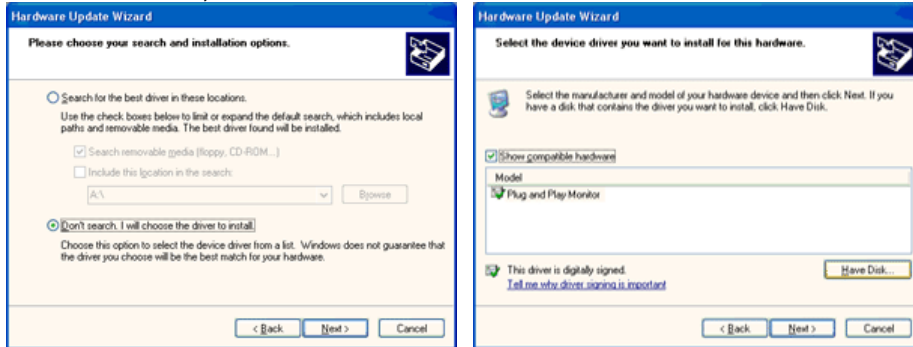 Hardware Update Wizard
Please choose your search and installation options.
Search for the best driver in these locations.
Use the check boxes below to limit or expand the default search, which includes local
paths and removable media. The best driver found will be installed.
Search removable media (floppy, CD-ROM...)
Include this location in the search:
A:\
Browse
Don't search. I will choose the driver to install.
Choose this option to select the device driver from a list. Windows does not guarantee that
the driver you choose will be the best match for your hardware.
< Back
Next >
Cancel
Hardware Update Wizard
Select the device driver you want to install for this hardware.
Select the manufacturer and model of your hardware device and then click Next. If you
have a disk that contains the driver you want to install, click Have Disk.
Show compatible hardware
Model
Plug and Play Monitor
This driver is digitally signed.
Tell me why driver signing is important
Have Disk...
< Back
Next >
Cancel